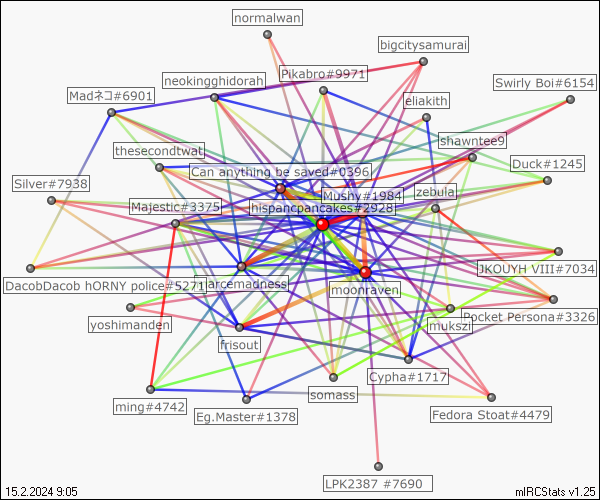 normalwan
bigcitysamurai
neokingghidorah
Pikabro#9971
Swirly Boi#6154
Madネコ#6901
eliakith
shawntee9
thesecondtwat
Duck#1245
Can anything be saved#0396
Silver#7938
Mushy#1984
zebula
Majestic#3375
hispancpancakes#2928
JKOUYH VIII#7034
DacobDacob hORNY police#5271
arcemadness
moonraven
Pocket Persona#3326
yoshimanden
mukszi
frisout
Cypha#1717
somass
ming#4742
Eg.Master#1378
Fedora Stoat#4479
LPK2387 #7690
15.2.2024 9:05
mIRCStats v1.25